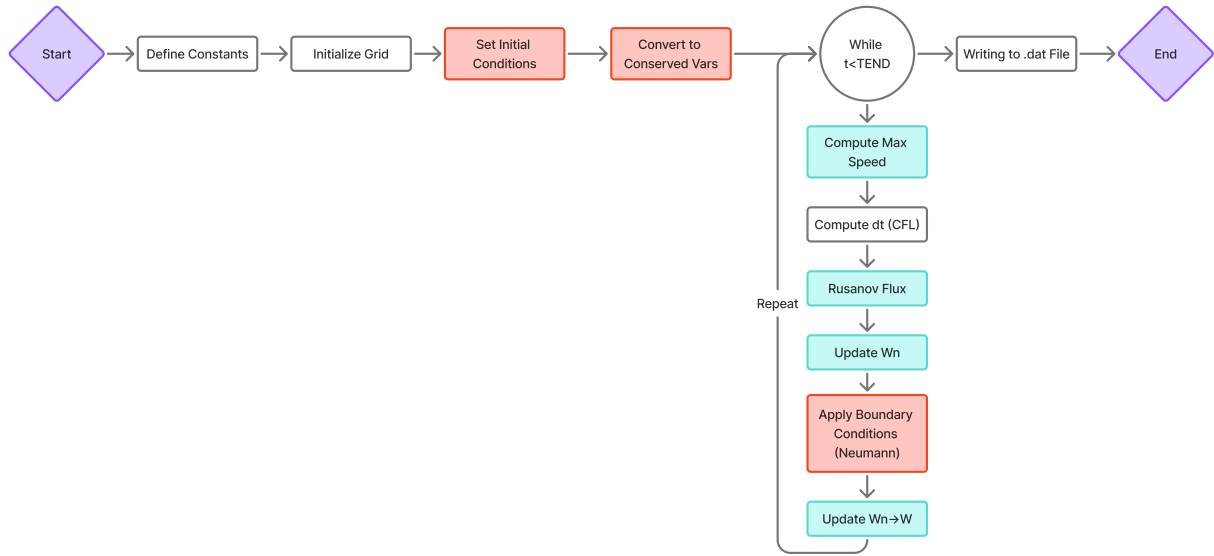 Start
Define Constants
Initialize Grid
Set Initial
Conditions
Convert to
Conserved Vars
While
t<TEND
Writing to .dat File
End
Compute Max
Speed
Compute dt (CFL)
Rusanov Flux
Repeat
Update Wn
Apply Boundary
Conditions
(Neumann)
Update Wn→W